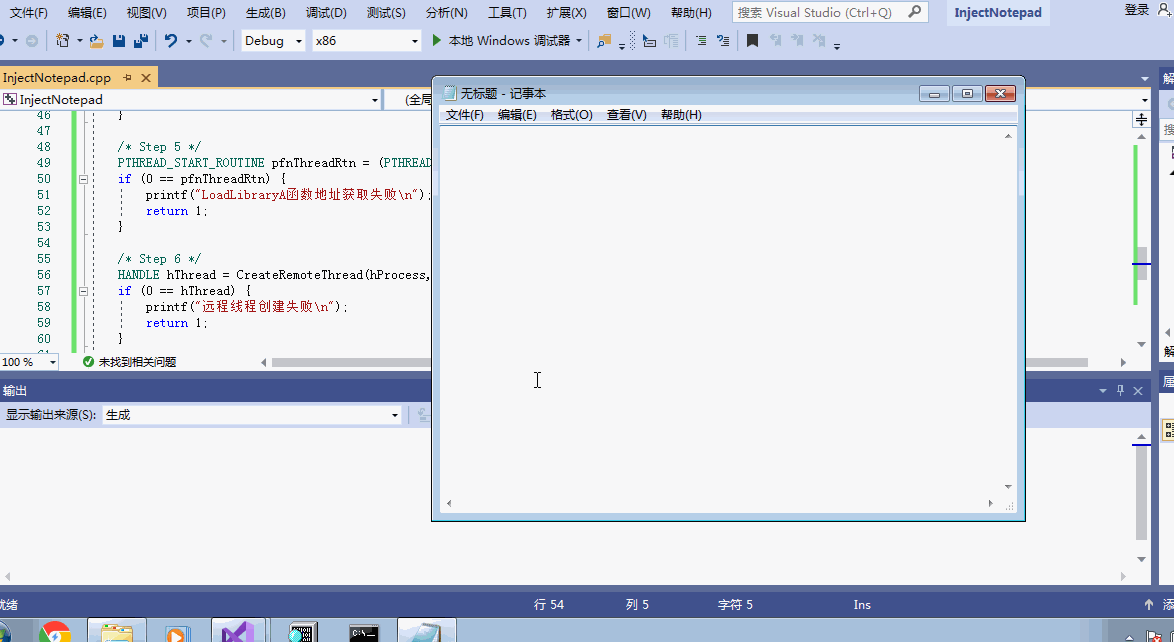 文件(F) 编辑(E) 视图(V) 项目(P) 生成(B) 调试(D) 测试(S) 分析(N) 工具(T) 扩展(X) 窗口(W) 帮助(H) 搜索 Visual Studio (Ctrl+Q) InjectNotepad 登录
Debug x86 本地 Windows 调试器
InjectNotepad.cpp
InjectNotepad (全局
46 }
47
48 /* Step 5 */
49 PTHREAD_START_ROUTINE pfnThreadRtn = (PTHREAD
50 if (0 == pfnThreadRtn) {
51 printf("LoadLibraryA函数地址获取失败\n");
52 return 1;
53 }
54
55 /* Step 6 */
56 HANDLE hThread = CreateRemoteThread(hProcess,
57 if (0 == hThread) {
58 printf("远程线程创建失败\n");
59 return 1;
60 }
100 % 未找到相关问题
无标题 - 记事本
文件(F) 编辑(E) 格式(O) 查看(V) 帮助(H)
输出
显示输出来源(S): 生成
就绪 行 54 列 5 字符 5 Ins 添
C:\_